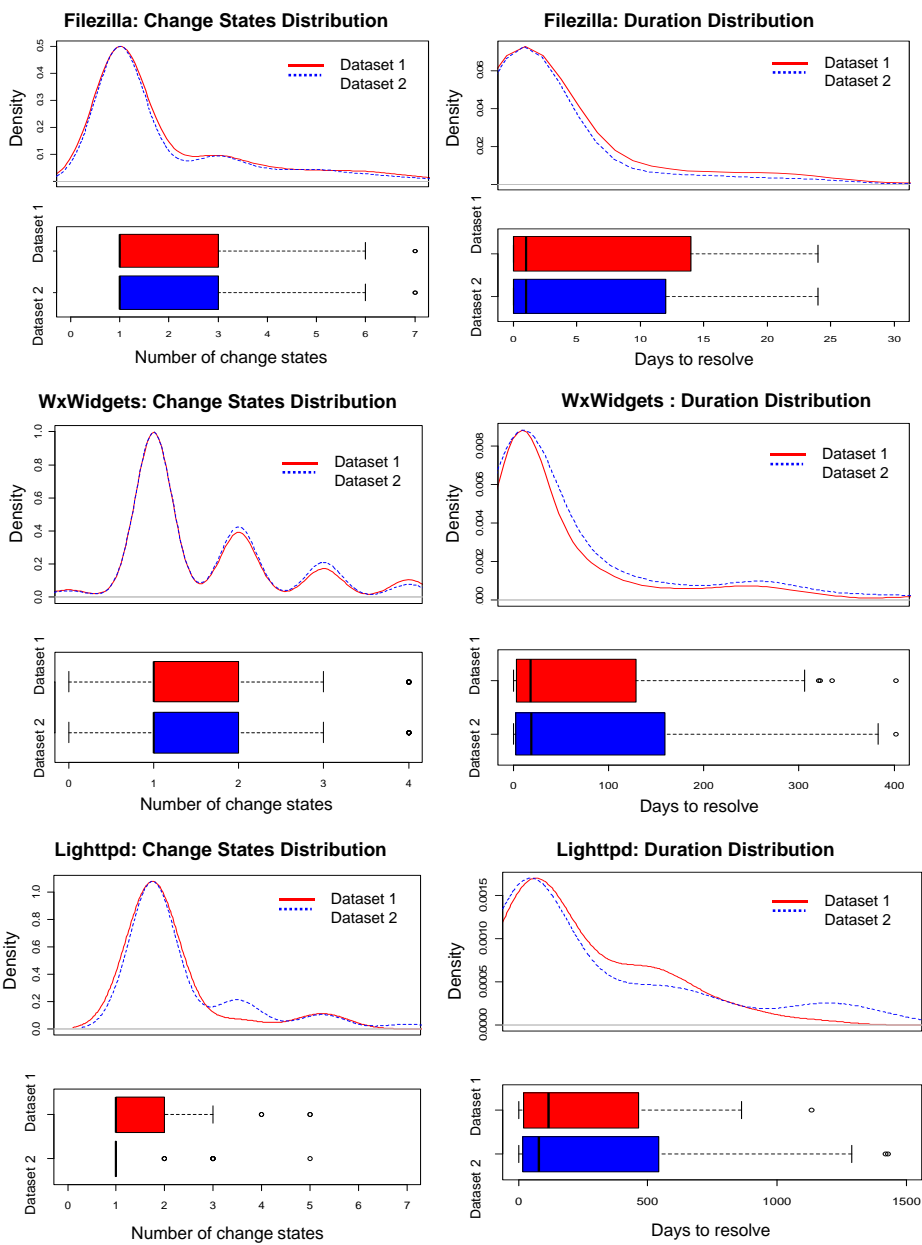 Filezilla: Change States Distribution
Density
0.1
0.2
0.3
0.4
0.5
Dataset 1
Dataset 2
Dataset 1
Dataset 2
0 1 2 3 4 5 6 7
Number of change states
Filezilla: Duration Distribution
Density
0.02
0.04
0.06
Dataset 1
Dataset 2
Dataset 1
Dataset 2
0 5 10 15 20 25 30
Days to resolve
WxWidgets: Change States Distribution
Density
0.0
0.2
0.4
0.6
0.8
1.0
Dataset 1
Dataset 2
Dataset 1
Dataset 2
0 1 2 3 4
Number of change states
WxWidgets : Duration Distribution
Density
000
0.002
0.004
0.006
0.008
Dataset 1
Dataset 2
Dataset 1
Dataset 2
0 100 200 300 400
Days to resolve
Lighttpd: Change States Distribution
Density
0.0
0.2
0.4
0.6
0.8
1.0
Dataset 1
Dataset 2
Dataset 1
Dataset 2
0 1 2 3 4 5 6 7
Number of change states
Lighttpd: Duration Distribution
Density
0.0000
0.0005
0.0010
0.0015
Dataset 1
Dataset 2
Dataset 1
Dataset 2
0 500 1000 1500
Days to resolve